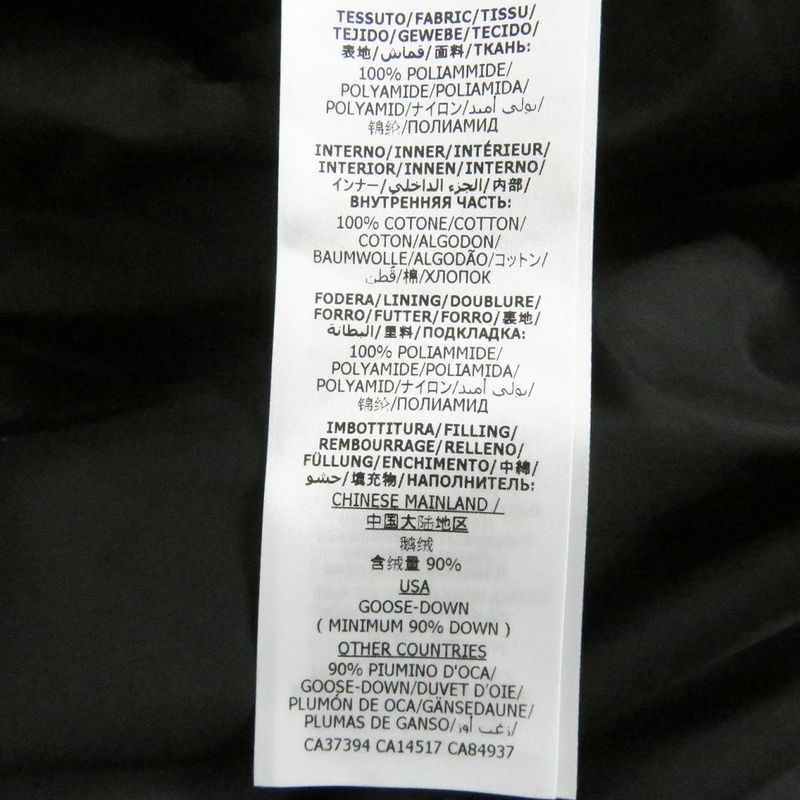 TESSUTO/FABRIC/TISSU/
TEJIDO/GEWEBE/TECIDO/
表地/قماش/面料/ТКАНЬ:
100% POLIAMMIDE/
POLYAMIDE/POLIAMIDA/
POLYAMID/ナイロン/بولي أميد/
锦纶/ПОЛИАМИД
INTERNO/INNER/INTÉRIEUR/
INTERIOR/INNEN/INTERNO/
インナー/الجزء الداخلي/内部/
ВНУТРЕННЯЯ ЧАСТЬ:
100% COTONE/COTTON/
COTON/ALGODON/
BAUMWOLLE/ALGODÃO/コットン/
قُطن/棉/ХЛОПОК
FODERA/LINING/DOUBLURE/
FORRO/FUTTER/FORRO/裏地/
البطانة/塑料/ПОДКЛАДКА:
100% POLIAMMIDE/
POLYAMIDE/POLIAMIDA/
POLYAMID/ナイロン/بولي أميد/
锦纶/ПОЛИАМИД
IMBOTTITURA/FILLING/
REMBOURRAGE/RELLENO/
FÜLLUNG/ENCHIMENTO/中綿/
حشو/填充物/НАПОЛНИТЕЛЬ:
CHINESE MAINLAND /
中国大陆地区
鹅绒
含绒量 90%
USA
GOOSE-DOWN
( MINIMUM 90% DOWN )
OTHER COUNTRIES
90% PIUMINO D'OCA/
GOOSE-DOWN/DUVET D'OIE/
PLUMÓN DE OCA/GÄNSEDAUNE/
PLUMAS DE GANSO/زغب أوز/
CA37394 CA14517 CA84937